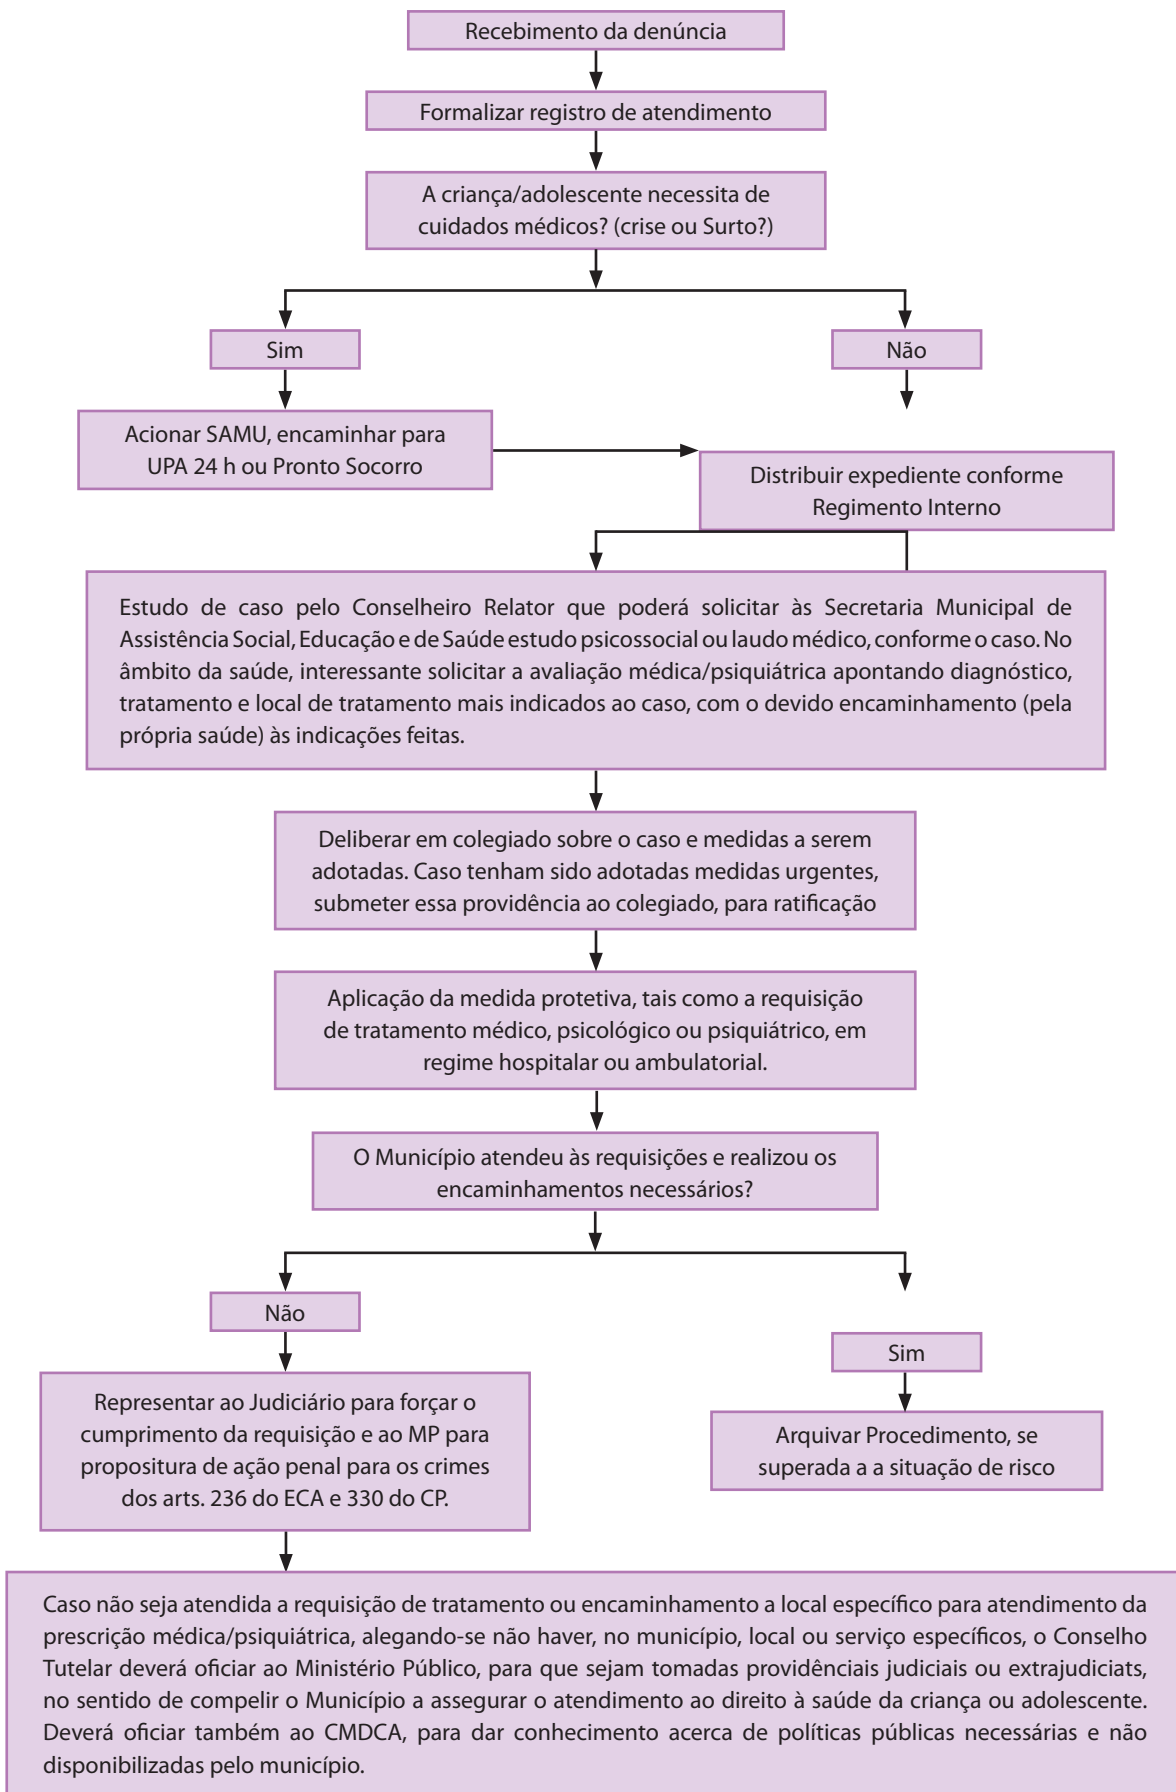 Recebimento da denúncia
Formalizar registro de atendimento
A criança/adolescente necessita de
cuidados médicos? (crise ou Surto?)
Sim
Não
Acionar SAMU, encaminhar para
UPA 24 h ou Pronto Socorro
Distribuir expediente conforme
Regimento Interno
Estudo de caso pelo Conselheiro Relator que poderá solicitar às Secretaria Municipal de
Assistência Social, Educação e de Saúde estudo psicossocial ou laudo médico, conforme o caso. No
âmbito da saúde, interessante solicitar a avaliação médica/psiquiátrica apontando diagnóstico,
tratamento e local de tratamento mais indicados ao caso, com o devido encaminhamento (pela
própria saúde) às indicações feitas.
Deliberar em colegiado sobre o caso e medidas a serem
adotadas. Caso tenham sido adotadas medidas urgentes,
submeter essa providência ao colegiado, para ratificação
Aplicação da medida protetiva, tais como a requisição
de tratamento médico, psicológico ou psiquiátrico, em
regime hospitalar ou ambulatorial.
O Município atendeu às requisições e realizou os
encaminhamentos necessários?
Não
Sim
Representar ao Judiciário para forçar o
cumprimento da requisição e ao MP para
propositura de ação penal para os crimes
dos arts. 236 do ECA e 330 do CP.
Arquivar Procedimento, se
superada a a situação de risco
Caso não seja atendida a requisição de tratamento ou encaminhamento a local específico para atendimento da
prescrição médica/psiquiátrica, alegando-se não haver, no município, local ou serviço específicos, o Conselho
Tutelar deverá oficiar ao Ministério Público, para que sejam tomadas providênciais judiciais ou extrajudiciats,
no sentido de compelir o Município a assegurar o atendimento ao direito à saúde da criança ou adolescente.
Deverá oficiar também ao CMDCA, para dar conhecimento acerca de políticas públicas necessárias e não
disponibilizadas pelo município.